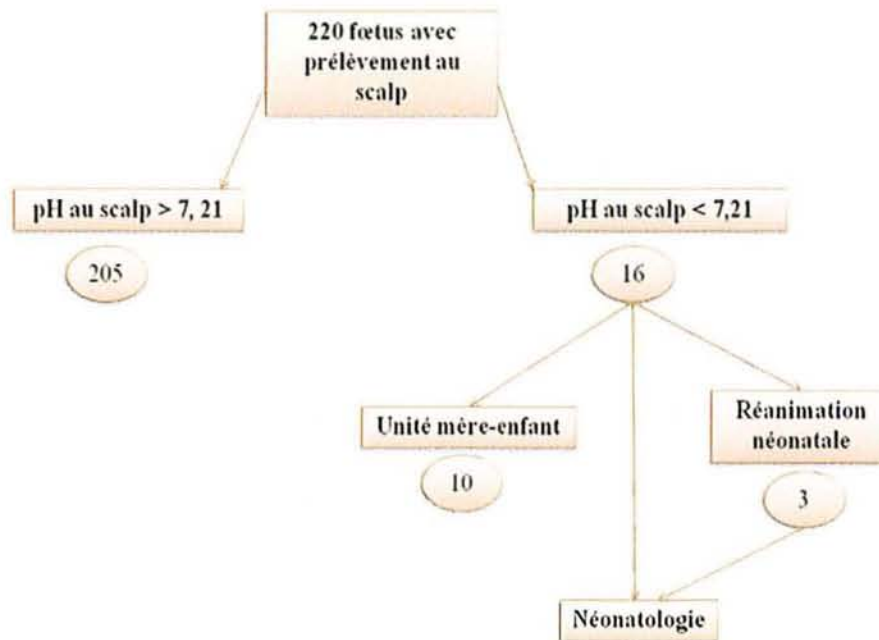 220 fœtus avec
prélèvement au
scalp
pH au scalp > 7, 21
pH au scalp < 7,21
205
16
Unité mère-enfant
Réanimation
néonatale
10
3
Néonatologie